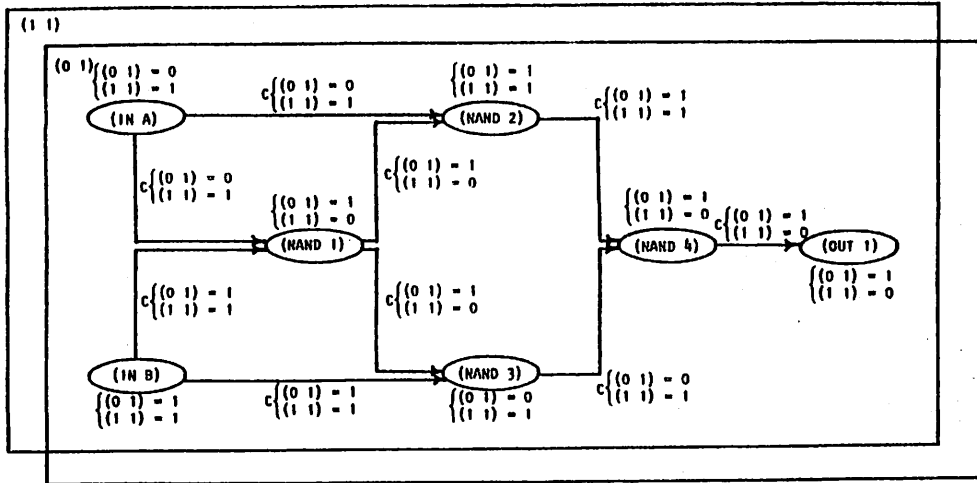 (1 1)
(0 1) {(0 1) = 0
(1 1) = 1
(IN A)
C{(0 1) = 0
(1 1) = 1
{(0 1) = 1
(1 1) = 1
(NAND 2)
C{(0 1) = 1
(1 1) = 1
C{(0 1) = 0
(1 1) = 1
{(0 1) = 1
(1 1) = 0
(NAND 1)
C{(0 1) = 1
(1 1) = 0
{(0 1) = 1
(1 1) = 0
(NAND 4)
C{(0 1) = 1
(1 1) = 0
(OUT 1)
{(0 1) = 1
(1 1) = 0
C{(0 1) = 1
(1 1) = 1
C{(0 1) = 1
(1 1) = 0
(IN B)
{(0 1) = 1
(1 1) = 1
C{(0 1) = 1
(1 1) = 1
(NAND 3)
{(0 1) = 0
(1 1) = 1
C{(0 1) = 0
(1 1) = 1